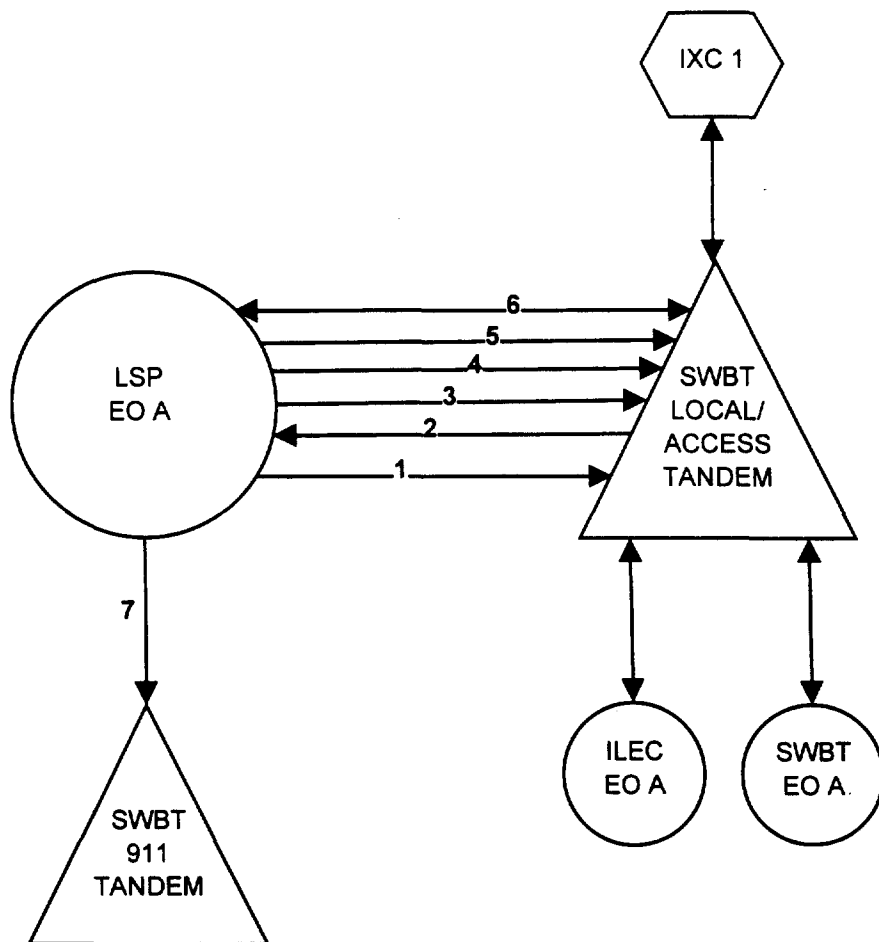 IXC 1
LSP
EO A
6
5
4
3
2
1
SWBT
LOCAL/
ACCESS
TANDEM
7
ILEC
EO A
SWBT
EO A
SWBT
911
TANDEM